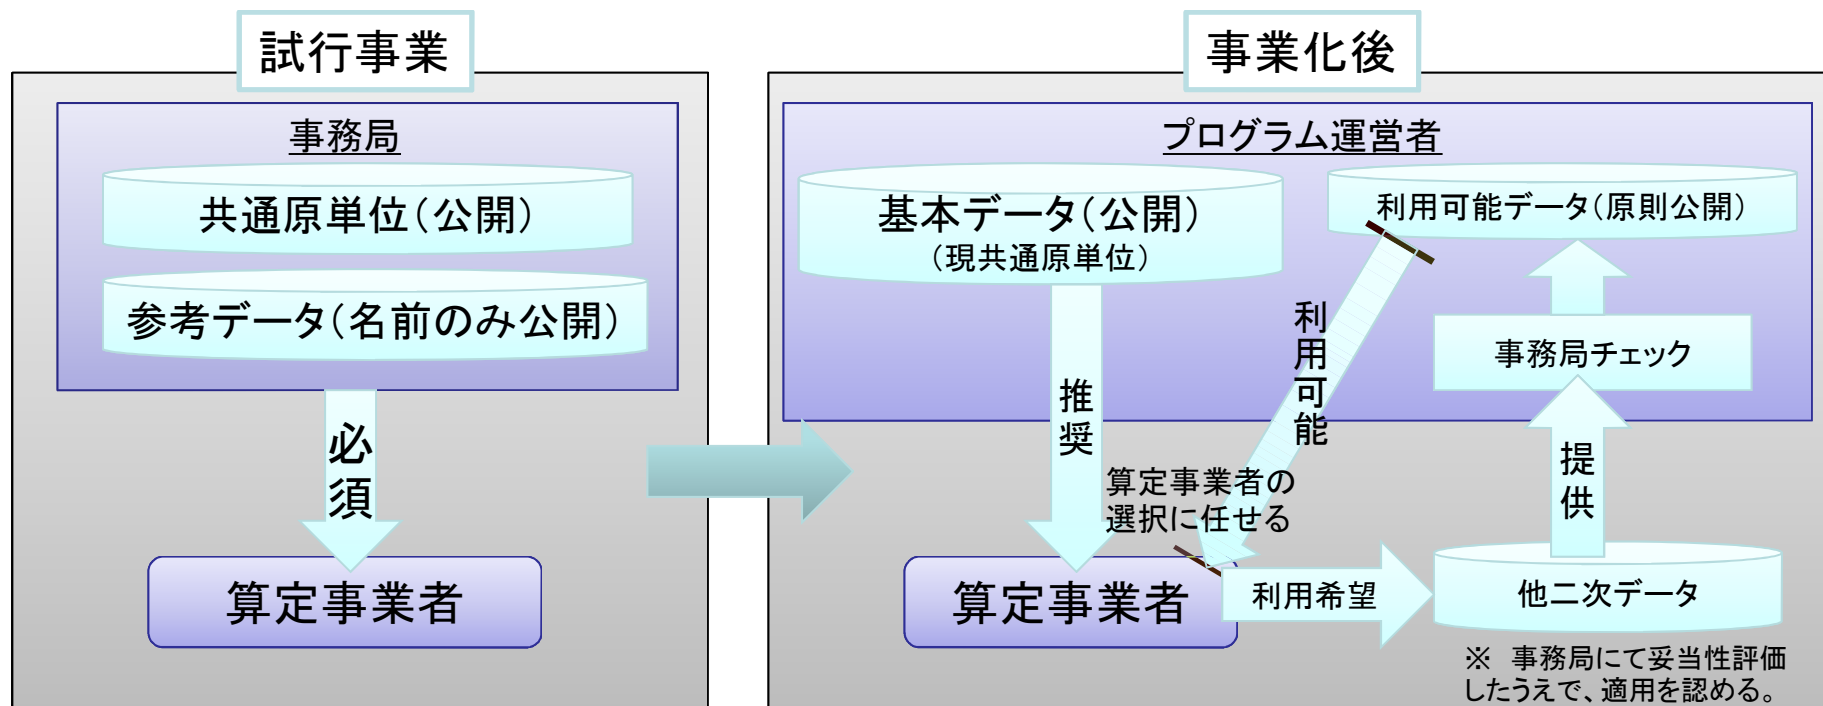 試行事業
事務局
共通原単位(公開)
参考データ(名前のみ公開)
必須
算定事業者
事業化後
プログラム運営者
基本データ(公開)
(現共通原単位)
利用可能データ(原則公開)
事務局チェック
利用可能
推奨
提供
算定事業者の
選択に任せる
算定事業者
利用希望
他二次データ
※ 事務局にて妥当性評価
したうえで、適用を認める。